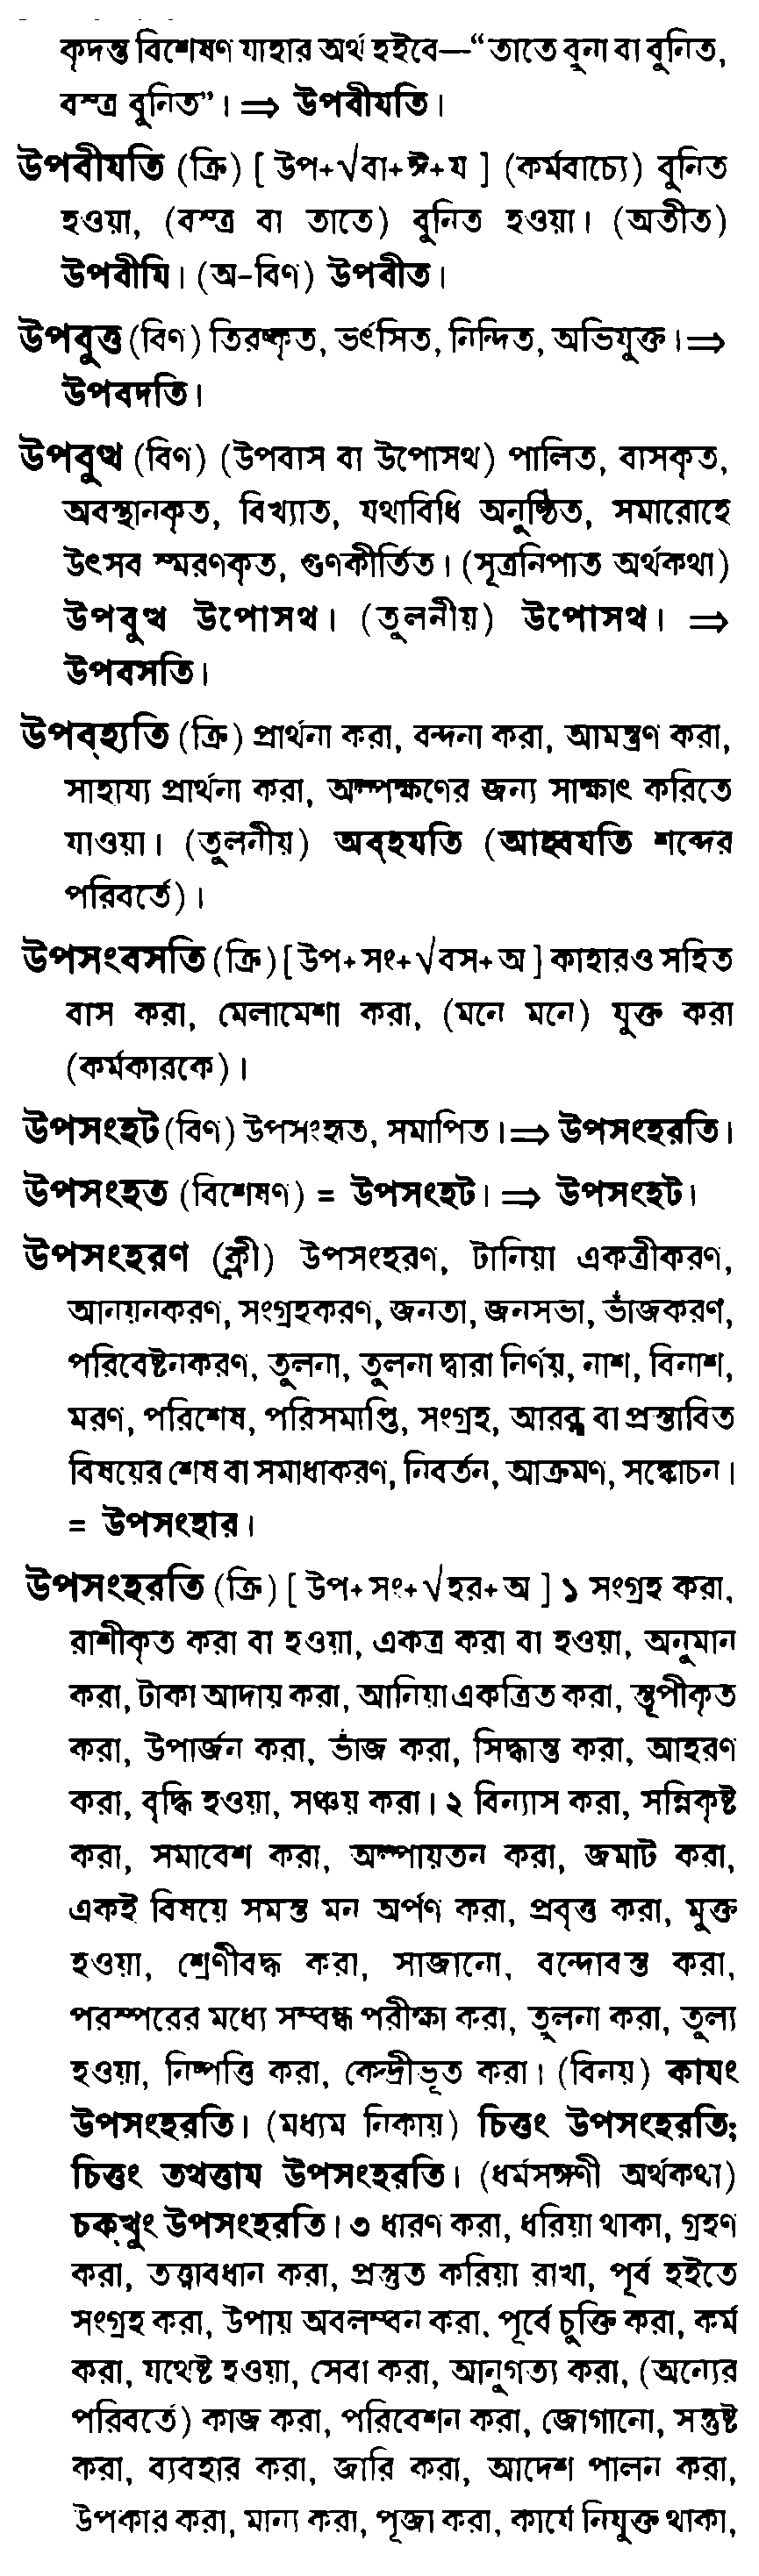 কৃদন্ত বিশেষণ যাহার অর্থ হইবে—“তাতে বুনা বা বুনিত,
বস্ত্র বুনিত”। ⇒ উপবীযতি।
উপবীযতি (ক্রি) [ উপ+√বা+ঈ+য ] (কর্মবাচ্যে) বুনিত
হওয়া, (বস্ত্র বা তাতে) বুনিত হওয়া। (অতীত)
উপবীযি। (অ-বিণ) উপবীত।
উপবুত্ত (বিণ) তিরস্কৃত, ভর্ৎসিত, নিন্দিত, অভিযুক্ত। ⇒
উপবদতি।
উপবুত্থ (বিণ) (উপবাস বা উপোসথ) পালিত, বাসকৃত,
অবস্থানকৃত, বিখ্যাত, যথাবিধি অনুষ্ঠিত, সমারোহে
উৎসব স্মরণকৃত, গুণকীর্তিত। (সূত্রনিপাত অর্থকথা)
উপবুত্থ উপোসথ। (তুলনীয়) উপোসথ। ⇒
উপবসতি।
উপব্হ্যতি (ক্রি) প্রার্থনা করা, বন্দনা করা, আমন্ত্রণ করা,
সাহায্য প্রার্থনা করা, অল্পক্ষণের জন্য সাক্ষাৎ করিতে
যাওয়া। (তুলনীয়) অব্হযতি (আহ্বযতি শব্দের
পরিবর্তে)।
উপসংবসতি (ক্রি) [ উপ+সং+√বস+অ ] কাহারও সহিত
বাস করা, মেলামেশা করা, (মনে মনে) যুক্ত করা
(কর্মকারকে)।
উপসংহট (বিণ) উপসংহৃত, সমাপিত। ⇒ উপসংহরতি।
উপসংহত (বিশেষণ) = উপসংহট। ⇒ উপসংহট।
উপসংহরণ (ক্লী) উপসংহরণ, টানিয়া একত্রীকরণ,
আনয়নকরণ, সংগ্রহকরণ, জনতা, জনসভা, ভাঁজকরণ,
পরিবেষ্টনকরণ, তুলনা, তুলনা দ্বারা নির্ণয়, নাশ, বিনাশ,
মরণ, পরিশেষ, পরিসমাপ্তি, সংগ্রহ, আরব্ধ বা প্রস্তাবিত
বিষয়ের শেষ বা সমাধাকরণ, নিবর্তন, আক্রমণ, সঙ্কোচন।
= উপসংহার।
উপসংহরতি (ক্রি) [ উপ+সং+√হর+অ ] ১ সংগ্রহ করা,
রাশীকৃত করা বা হওয়া, একত্র করা বা হওয়া, অনুমান
করা, টাকা আদায় করা, আনিয়া একত্রিত করা, স্তূপীকৃত
করা, উপার্জন করা, ভাঁজ করা, সিদ্ধান্ত করা, আহরণ
করা, বৃদ্ধি হওয়া, সঞ্চয় করা। ২ বিন্যাস করা, সন্নিকৃষ্ট
করা, সমাবেশ করা, অল্পায়তন করা, জমাট করা,
একই বিষয়ে সমস্ত মন অর্পণ করা, প্রবৃত্ত করা, মুক্ত
হওয়া, শ্রেণীবদ্ধ করা, সাজানো, বন্দোবস্ত করা,
পরস্পরের মধ্যে সম্বন্ধ পরীক্ষা করা, তুলনা করা, তুল্য
হওয়া, নিষ্পত্তি করা, কেন্দ্রীভূত করা। (বিনয়) কাযং
উপসংহরতি। (মধ্যম নিকায়) চিত্তং উপসংহরতি;
চিত্তং তথত্তায উপসংহরতি। (ধর্মসঙ্গণী অর্থকথা)
চক্খুং উপসংহরতি। ৩ ধারণ করা, ধরিয়া থাকা, গ্রহণ
করা, তত্ত্বাবধান করা, প্রস্তুত করিয়া রাখা, পূর্ব হইতে
সংগ্রহ করা, উপায় অবলম্বন করা, পূর্বে চুক্তি করা, কর্ম
করা, যথেষ্ট হওয়া, সেবা করা, আনুগত্য করা, (অন্যের
পরিবর্তে) কাজ করা, পরিবেশন করা, জোগানো, সন্তুষ্ট
করা, ব্যবহার করা, জারি করা, আদেশ পালন করা,
উপকার করা, মান্য করা, পূজা করা, কার্যে নিযুক্ত থাকা,